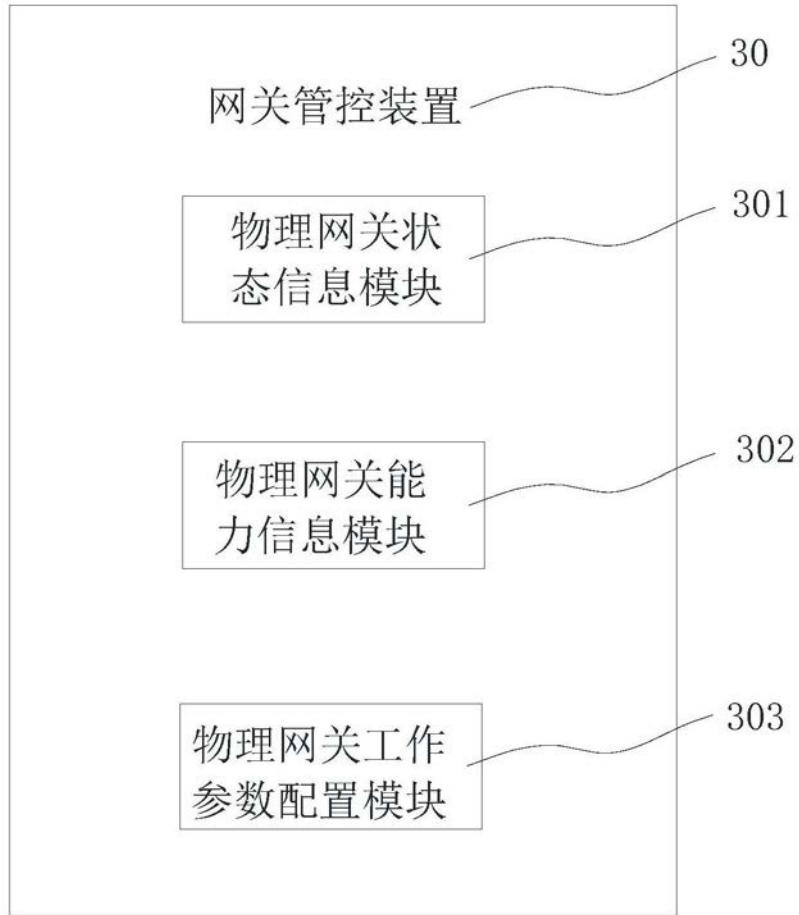 30
网关管控装置
301
物理网关状
态信息模块
302
物理网关能
力信息模块
303
物理网关工作
参数配置模块